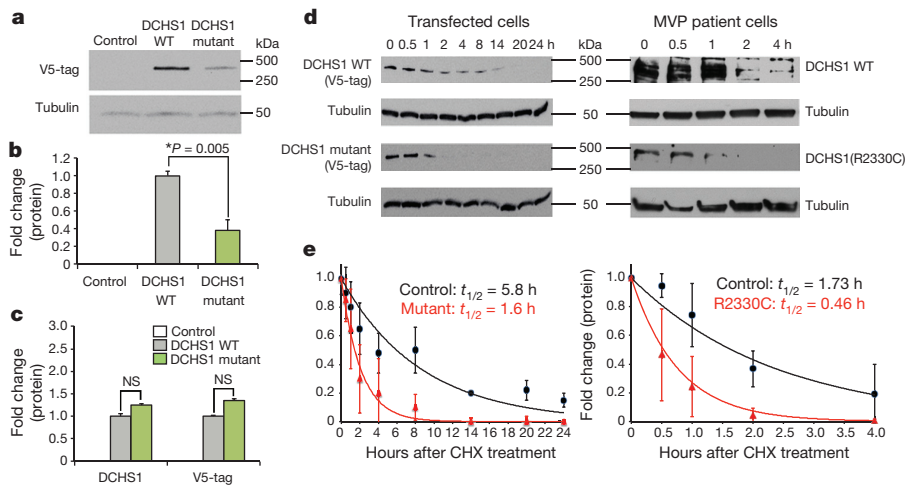 a
Control
DCHS1 WT
DCHS1 mutant
kDa
V5-tag
500
250
Tubulin
50
b
*P = 0.005
Fold change (protein)
1.2
1.0
0.8
0.6
0.4
0.2
0
Control
DCHS1 WT
DCHS1 mutant
c
Control
DCHS1 WT
DCHS1 mutant
Fold change (protein)
3.0
2.5
2.0
1.5
1.0
0.5
0
NS
NS
DCHS1
V5-tag
d
Transfected cells
MVP patient cells
0 0.5 1 2 4 8 14 20 24 h
kDa
0 0.5 1 2 4 h
DCHS1 WT (V5-tag)
500
250
DCHS1 WT
Tubulin
50
Tubulin
DCHS1 mutant (V5-tag)
500
250
DCHS1(R2330C)
Tubulin
50
Tubulin
e
Control: t1/2 = 5.8 h
Mutant: t1/2 = 1.6 h
1.0
0.8
0.6
0.4
0.2
0
0 2 4 6 8 10 12 14 16 18 20 22 24
Hours after CHX treatment
Control: t1/2 = 1.73 h
R2330C: t1/2 = 0.46 h
Fold change (protein)
1.0
0.8
0.6
0.4
0.2
0
0 0.5 1.0 1.5 2.0 2.5 3.0 3.5 4.0
Hours after CHX treatment